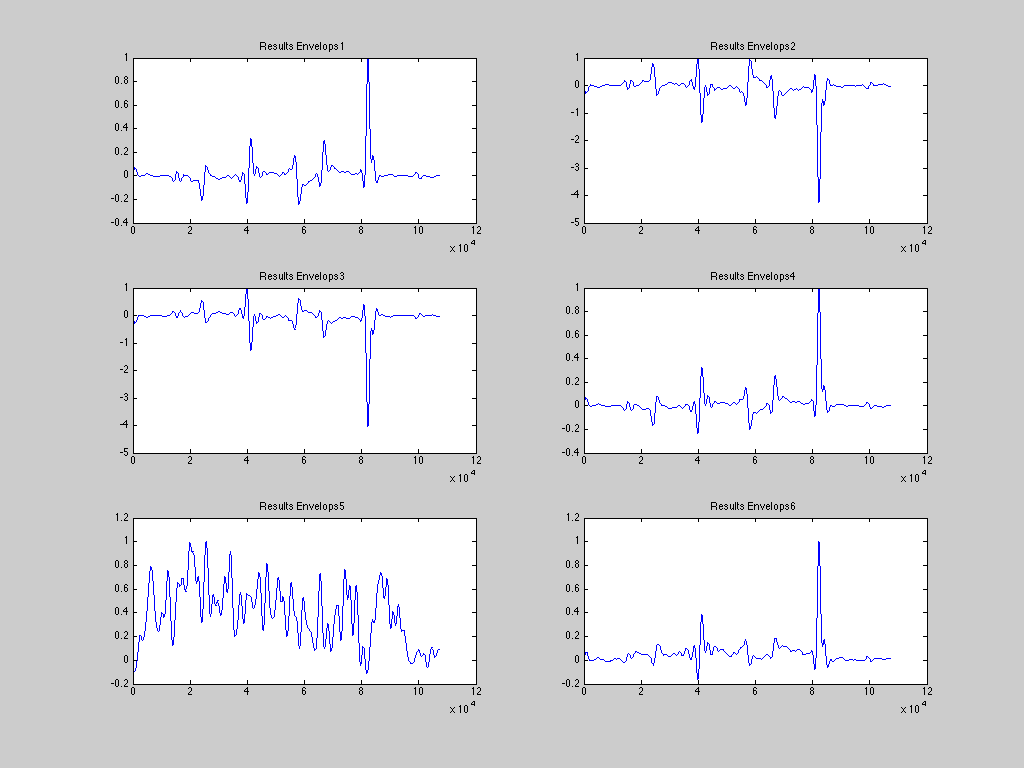 Results Envelops1
1
0.8
0.6
0.4
0.2
0
-0.2
-0.4
0 2 4 6 8 10 12
x 10^4
Results Envelops2
1
0
-1
-2
-3
-4
-5
0 2 4 6 8 10 12
x 10^4
Results Envelops3
1
0
-1
-2
-3
-4
-5
0 2 4 6 8 10 12
x 10^4
Results Envelops4
1
0.8
0.6
0.4
0.2
0
-0.2
-0.4
0 2 4 6 8 10 12
x 10^4
Results Envelops5
1.2
1
0.8
0.6
0.4
0.2
0
-0.2
0 2 4 6 8 10 12
x 10^4
Results Envelops6
1.2
1
0.8
0.6
0.4
0.2
0
-0.2
0 2 4 6 8 10 12
x 10^4